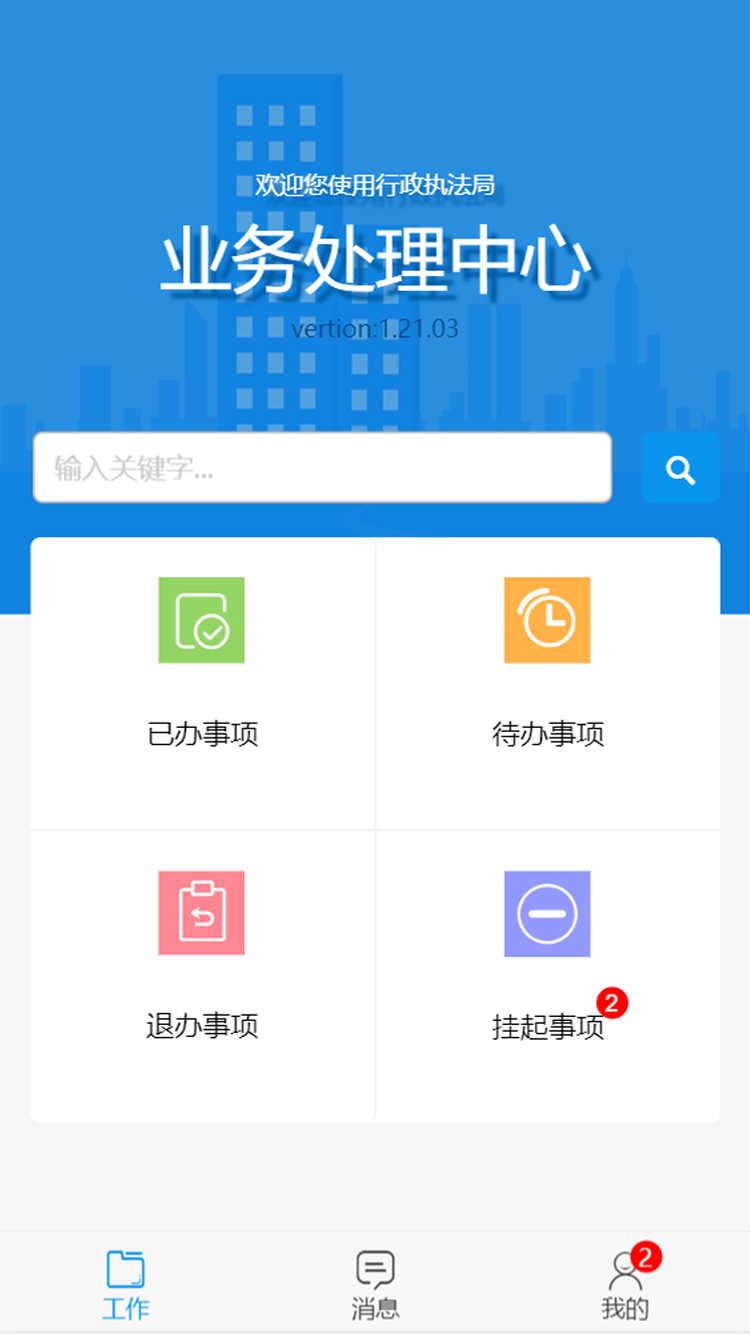 欢迎您使用行政执法局
业务处理中心
vertion:1.21.03
输入关键字...
已办事项
待办事项
退办事项
挂起事项
2
工作
消息
我的
2